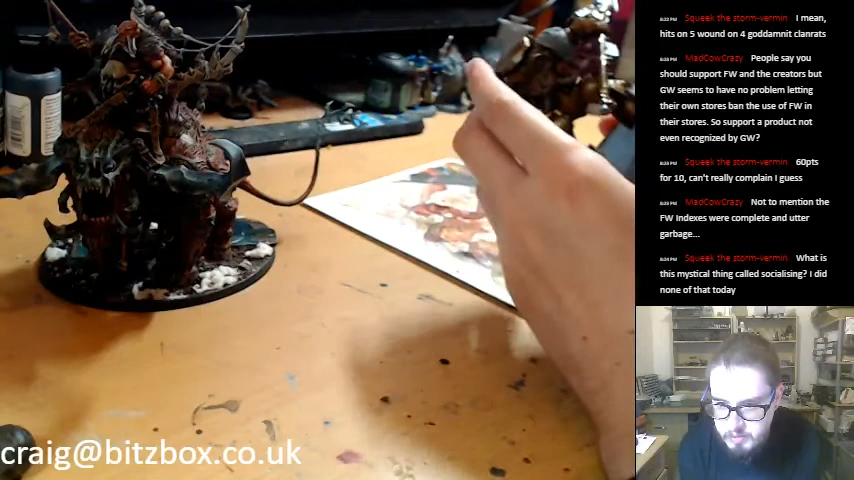 8:22 PM Squeek the storm-vermin I mean,
hits on 5 wound on 4 goddamnit clanrats
8:23 PM MadCowCrazy People say you
should support FW and the creators but
GW seems to have no problem letting
their own stores ban the use of FW in
their stores. So support a product not
even recognized by GW?
8:23 PM Squeek the storm-vermin 60pts
for 10, can't really complain I guess
8:23 PM MadCowCrazy Not to mention the
FW Indexes were complete and utter
garbage...
8:24 PM Squeek the storm-vermin What is
this mystical thing called socialising? I did
none of that today
craig@bitzbox.co.uk